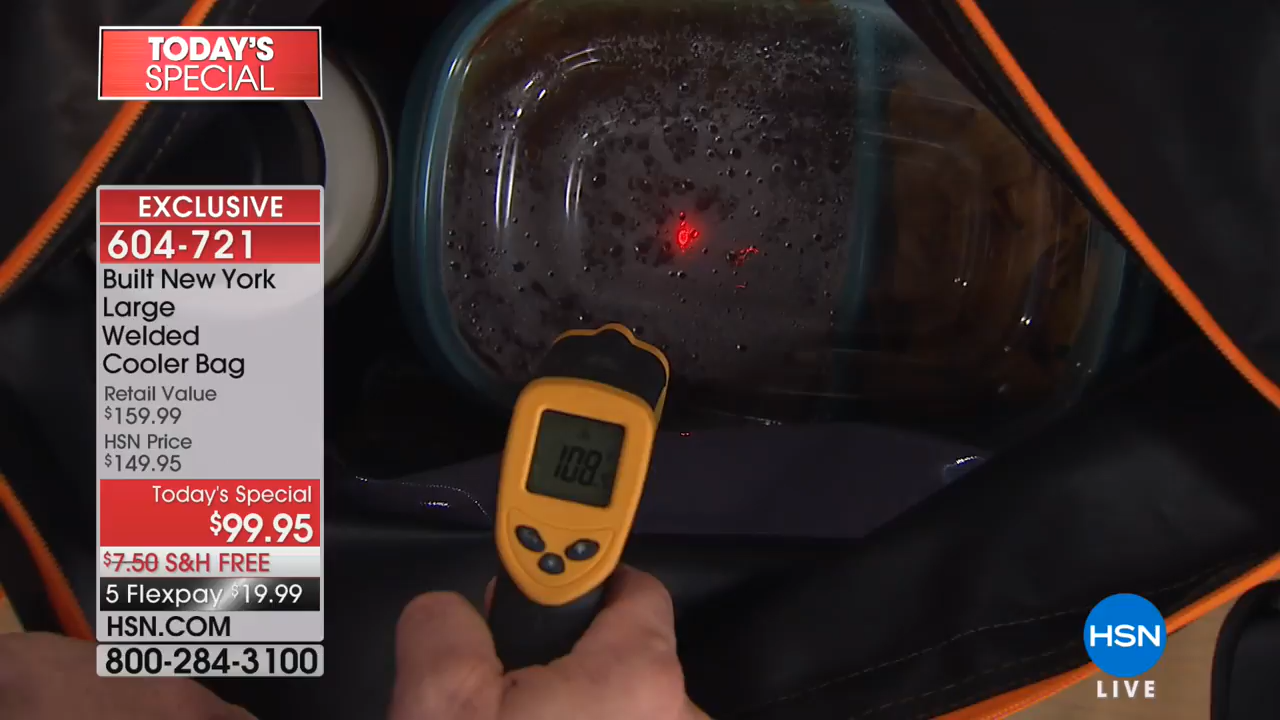 TODAY'S
SPECIAL
EXCLUSIVE
604-721
Built New York
Large
Welded
Cooler Bag
Retail Value
$159.99
HSN Price
$149.95
Today's Special
$99.95
$7.50 S&H FREE
5 Flexpay $19.99
HSN.COM
800-284-3100
108
HSN
LIVE